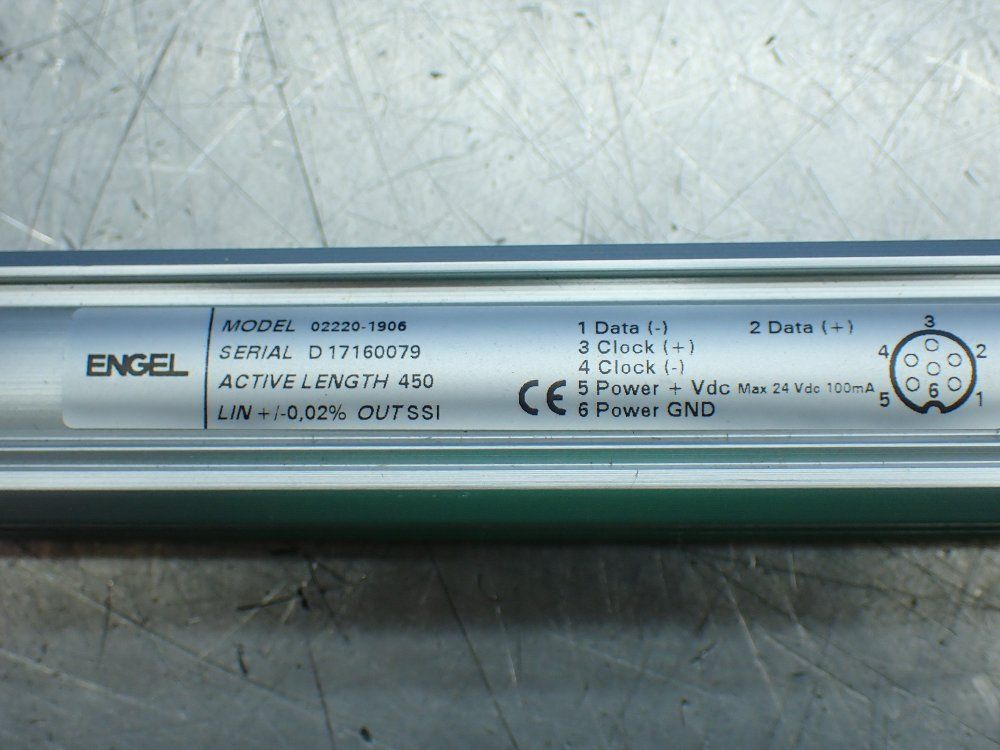 ENGEL
MODEL 02220-1906
SERIAL D 17160079
ACTIVE LENGTH 450
LIN +/-0,02% OUT SSI
CE
1 Data (-) 2 Data (+)
3 Clock (+)
4 Clock (-)
5 Power + Vdc Max 24 Vdc 100mA
6 Power GND
3
4 2
5 6 1